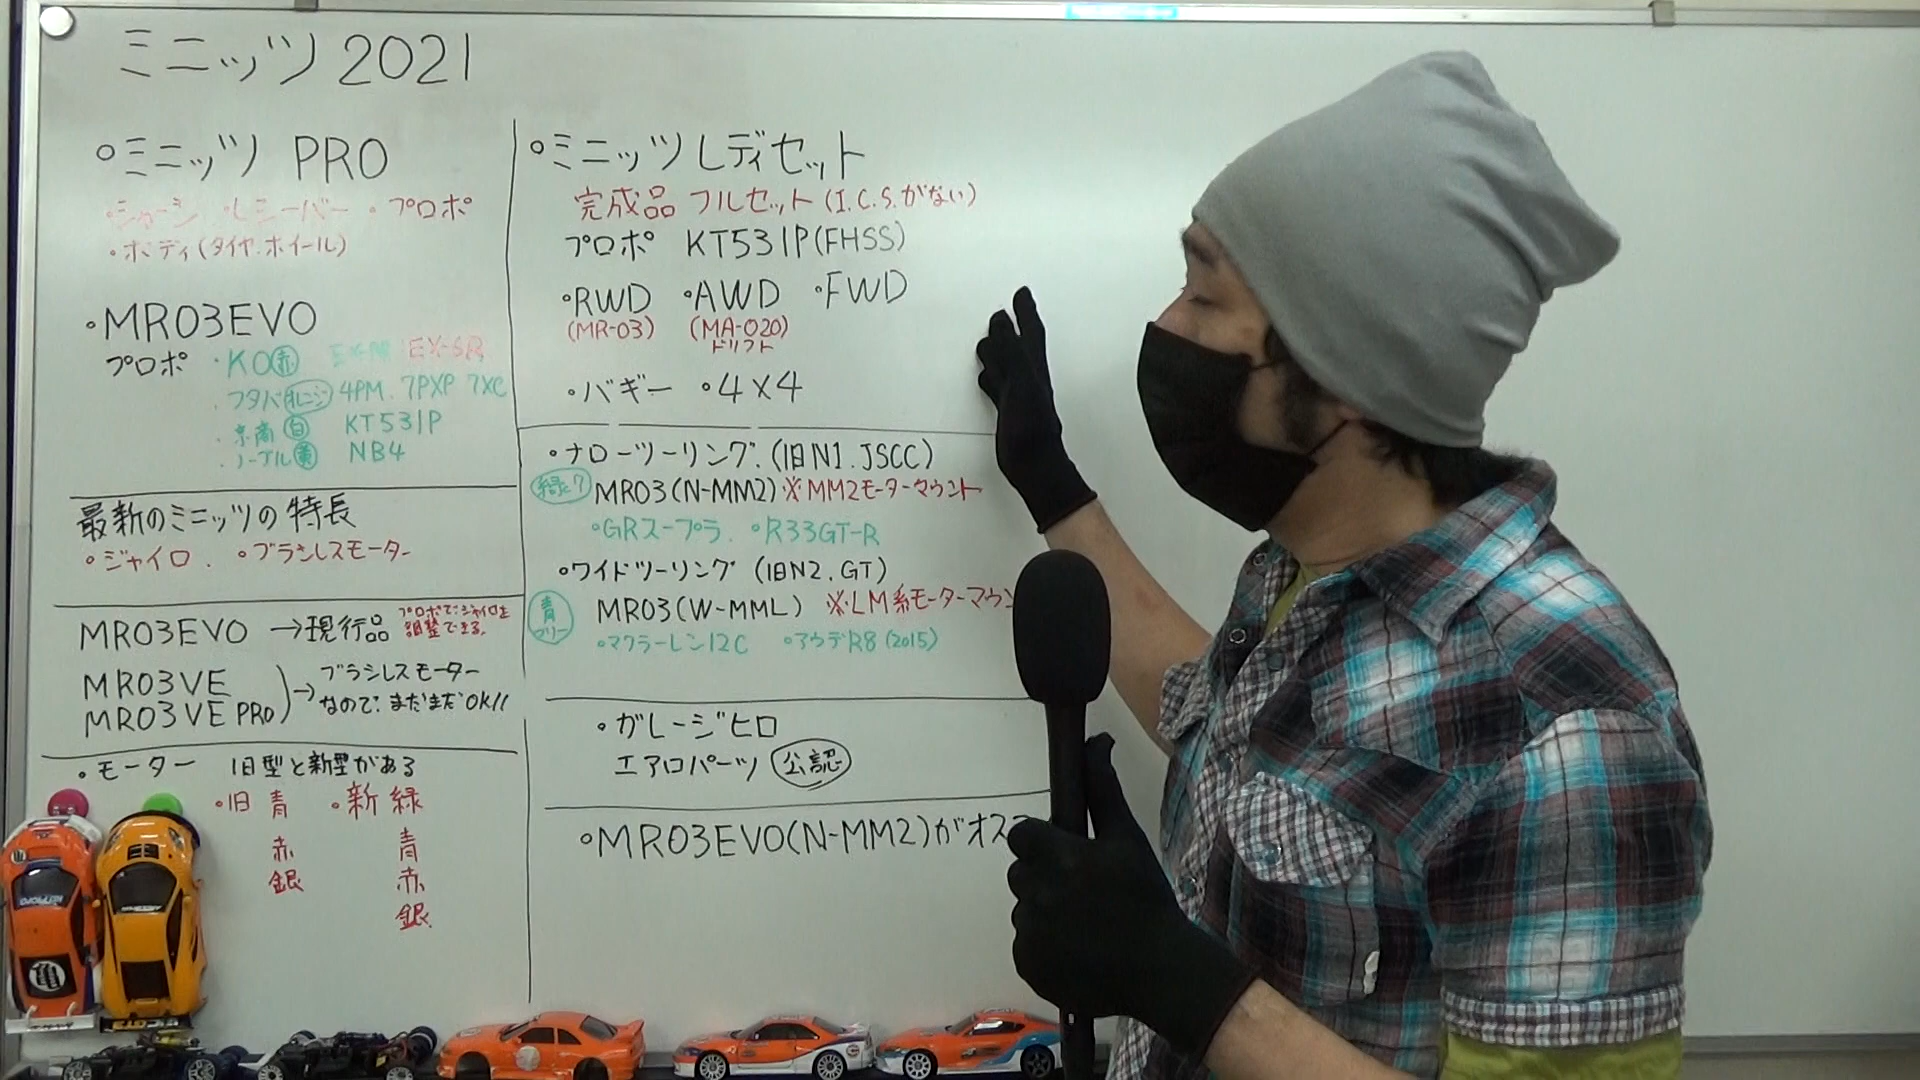 ミニッツ 2021
・ミニッツ PRO
・シャーシ ・レシーバー ・プロポ
・ボディ(タイヤ.ホイール)
・MR03EVO
プロポ ・KO赤 EX-RR EX-6R
・フタバオレンジ 4PM. 7PXP 7XC
・京商白 KT531P
・ノーブル黄 NB4
最新のミニッツの特長
・ジャイロ. ・ブラシレスモーター
MR03EVO →現行品 プロポで.ジャイロを
調整できる.
MR03VE
MR03VE PRO
→ブラシレスモーター
なので.まだまだOK!!
・モーター 旧型と新型がある
・旧 青 ・新 緑
赤 青
銀 赤
銀
・ミニッツレディセット
完成品 フルセット(I.C.S.がない)
プロポ KT531P(FHSS)
・RWD ・AWD ・FWD
(MR-03) (MA-020)
ドリフト
・バギー ・4×4
・ナローツーリング.(旧N1.JSCC)
MR03(N-MM2)※MM2モーターマウント
・GRスープラ. ・R33GT-R
・ワイドツーリング (旧N2.GT)
青 MR03(W-MML) ※LM系モーターマウン
・マクラーレン12C ・アウディR8(2015)
・ガレージヒロ
エアロパーツ 公認
・MR03EVO(N-MM2)がオス